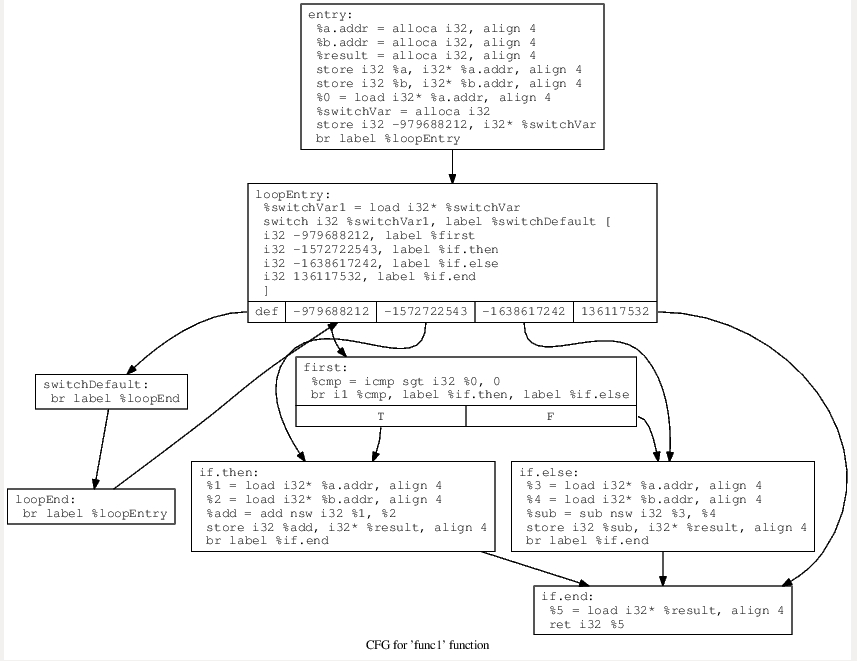 entry:
%a.addr = alloca i32, align 4
%b.addr = alloca i32, align 4
%result = alloca i32, align 4
store i32 %a, i32* %a.addr, align 4
store i32 %b, i32* %b.addr, align 4
%0 = load i32* %a.addr, align 4
%switchVar = alloca i32
store i32 -979688212, i32* %switchVar
br label %loopEntry
loopEntry:
%switchVar1 = load i32* %switchVar
switch i32 %switchVar1, label %switchDefault [
i32 -979688212, label %first
i32 -1572722543, label %if.then
i32 -1638617242, label %if.else
i32 136117532, label %if.end
]
def -979688212 -1572722543 -1638617242 136117532
switchDefault:
br label %loopEnd
first:
%cmp = icmp sgt i32 %0, 0
br i1 %cmp, label %if.then, label %if.else
T F
loopEnd:
br label %loopEntry
if.then:
%1 = load i32* %a.addr, align 4
%2 = load i32* %b.addr, align 4
%add = add nsw i32 %1, %2
store i32 %add, i32* %result, align 4
br label %if.end
if.else:
%3 = load i32* %a.addr, align 4
%4 = load i32* %b.addr, align 4
%sub = sub nsw i32 %3, %4
store i32 %sub, i32* %result, align 4
br label %if.end
if.end:
%5 = load i32* %result, align 4
ret i32 %5
CFG for 'func1' function